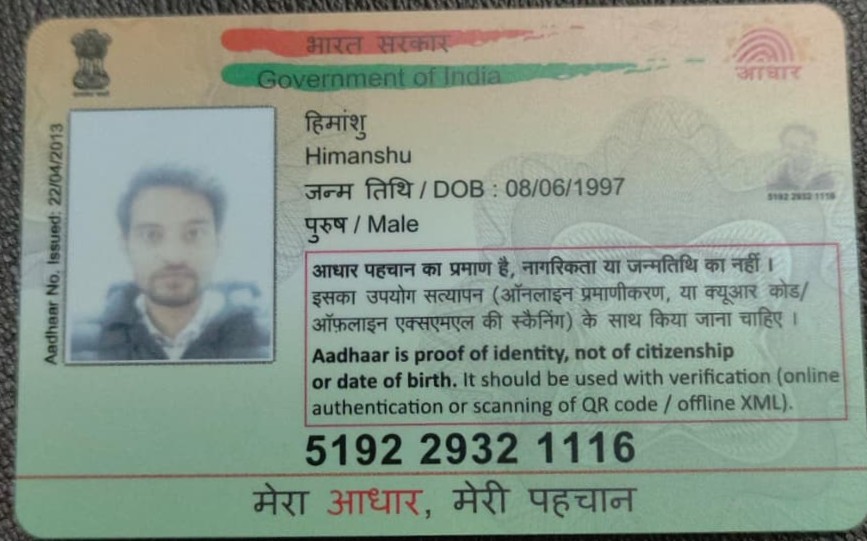 भारत सरकार
Government of India
आधार
Aadhaar No. Issued: 22/04/2013
हिमांशु
Himanshu
जन्म तिथि / DOB : 08/06/1997
पुरुष / Male
5192 2932 1116
आधार पहचान का प्रमाण है, नागरिकता या जन्मतिथि का नहीं ।
इसका उपयोग सत्यापन (ऑनलाइन प्रमाणीकरण, या क्यूआर कोड/
ऑफ़लाइन एक्सएमएल की स्कैनिंग) के साथ किया जाना चाहिए ।
Aadhaar is proof of identity, not of citizenship
or date of birth. It should be used with verification (online
authentication or scanning of QR code / offline XML).
5192 2932 1116
मेरा आधार, मेरी पहचान